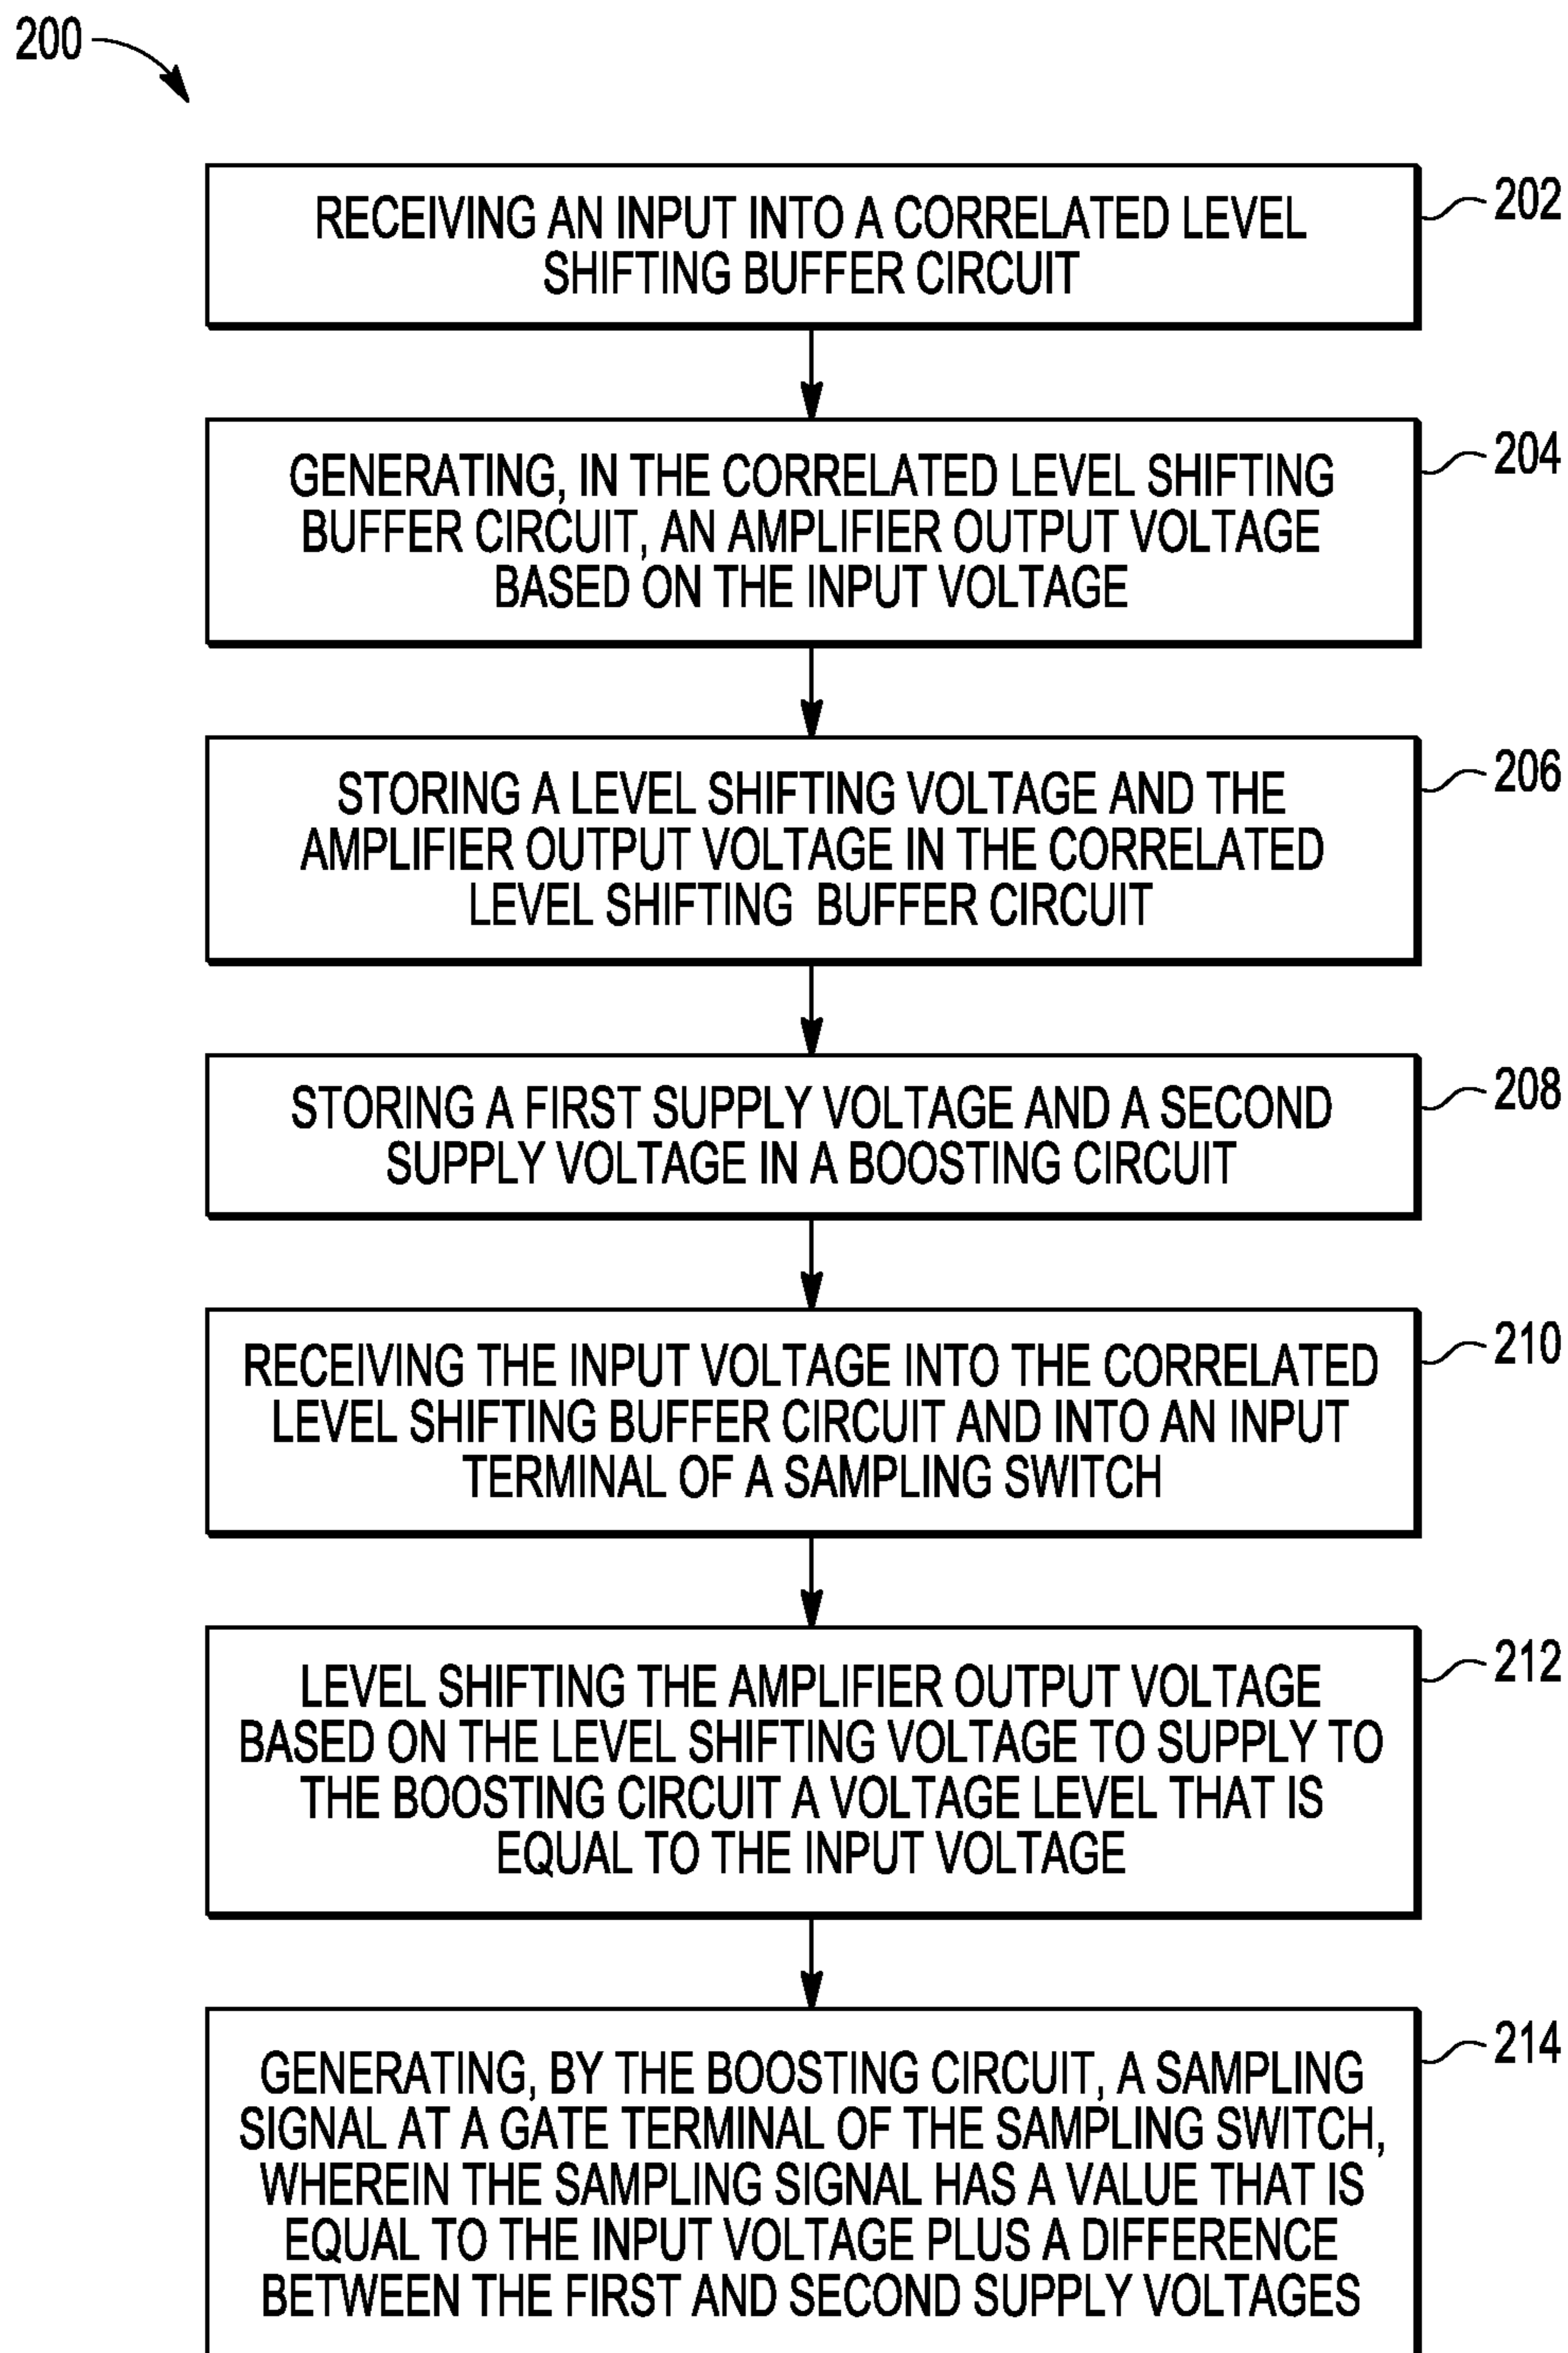 200
RECEIVING AN INPUT INTO A CORRELATED LEVEL
SHIFTING BUFFER CIRCUIT
202
GENERATING, IN THE CORRELATED LEVEL SHIFTING
BUFFER CIRCUIT, AN AMPLIFIER OUTPUT VOLTAGE
BASED ON THE INPUT VOLTAGE
204
STORING A LEVEL SHIFTING VOLTAGE AND THE
AMPLIFIER OUTPUT VOLTAGE IN THE CORRELATED
LEVEL SHIFTING BUFFER CIRCUIT
206
STORING A FIRST SUPPLY VOLTAGE AND A SECOND
SUPPLY VOLTAGE IN A BOOSTING CIRCUIT
208
RECEIVING THE INPUT VOLTAGE INTO THE CORRELATED
LEVEL SHIFTING BUFFER CIRCUIT AND INTO AN INPUT
TERMINAL OF A SAMPLING SWITCH
210
LEVEL SHIFTING THE AMPLIFIER OUTPUT VOLTAGE
BASED ON THE LEVEL SHIFTING VOLTAGE TO SUPPLY TO
THE BOOSTING CIRCUIT A VOLTAGE LEVEL THAT IS
EQUAL TO THE INPUT VOLTAGE
212
GENERATING, BY THE BOOSTING CIRCUIT, A SAMPLING
SIGNAL AT A GATE TERMINAL OF THE SAMPLING SWITCH,
WHEREIN THE SAMPLING SIGNAL HAS A VALUE THAT IS
EQUAL TO THE INPUT VOLTAGE PLUS A DIFFERENCE
BETWEEN THE FIRST AND SECOND SUPPLY VOLTAGES
214